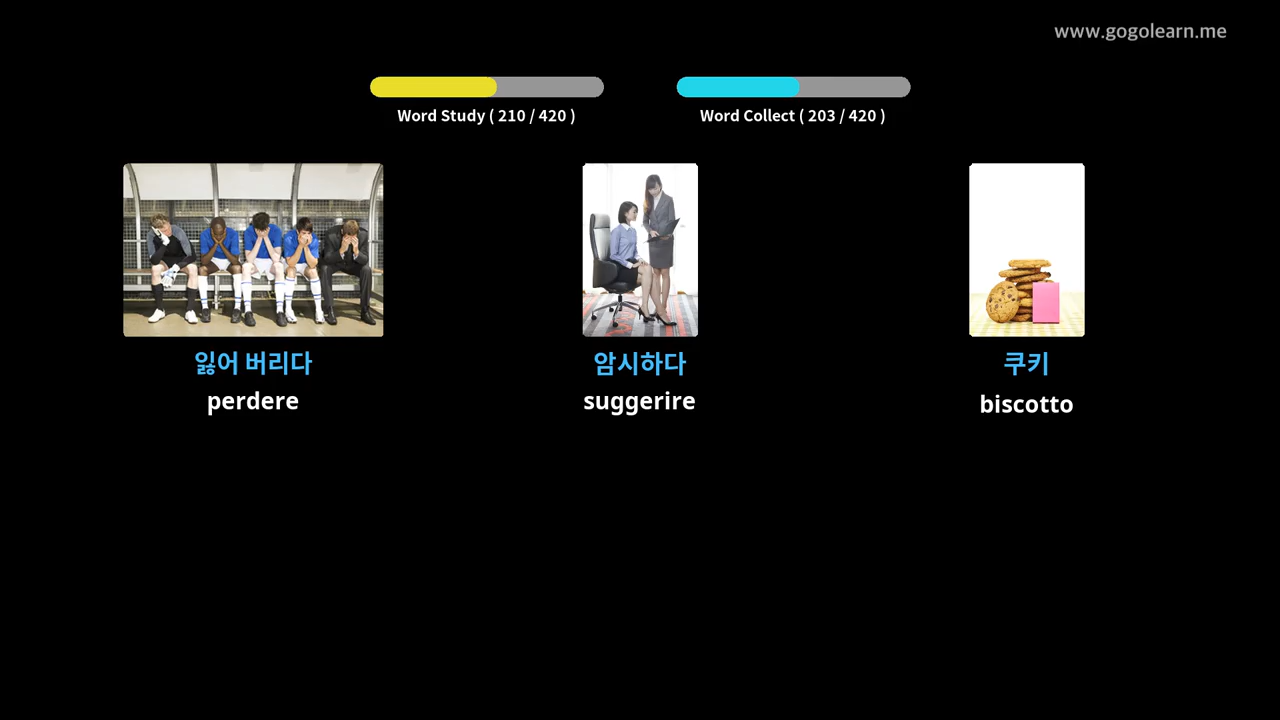 www.gogolearn.me
Word Study ( 210 / 420 )
Word Collect ( 203 / 420 )
잃어 버리다
perdere
암시하다
suggerire
쿠키
biscotto